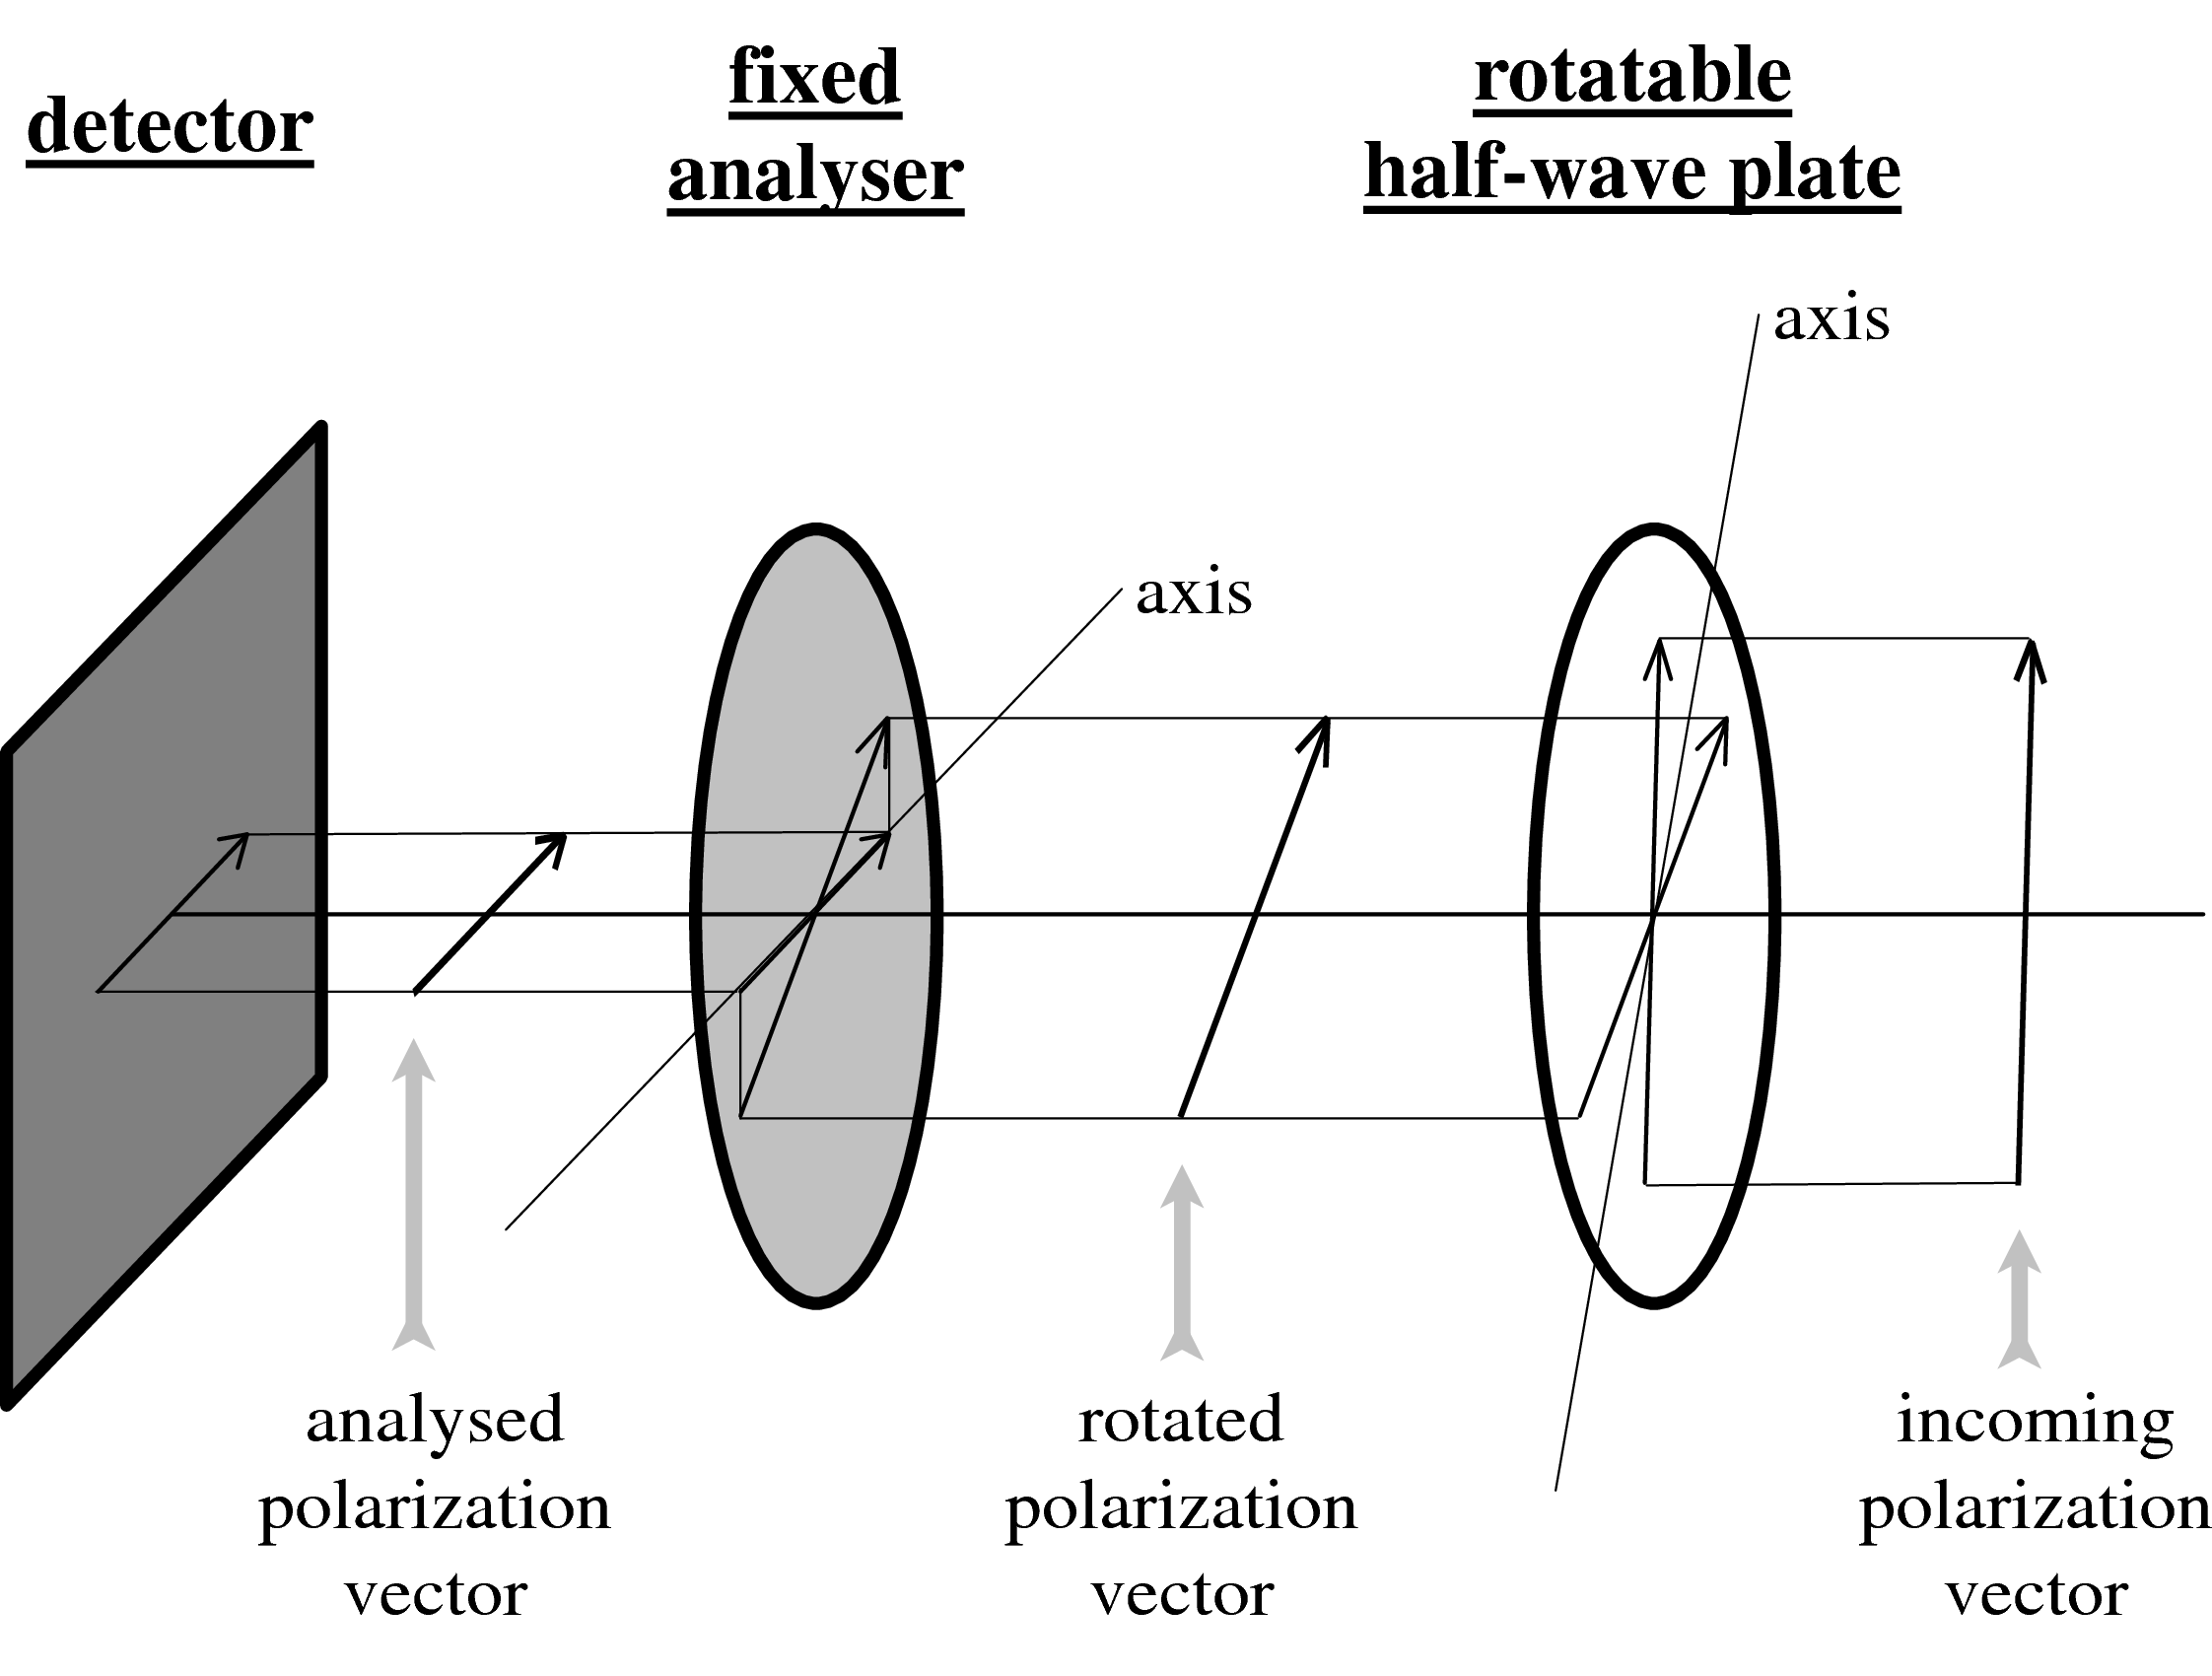 detector
fixed
analyser
rotatable
half-wave plate
axis
axis
analysed
polarization
vector
rotated
polarization
vector
incoming
polarization
vector